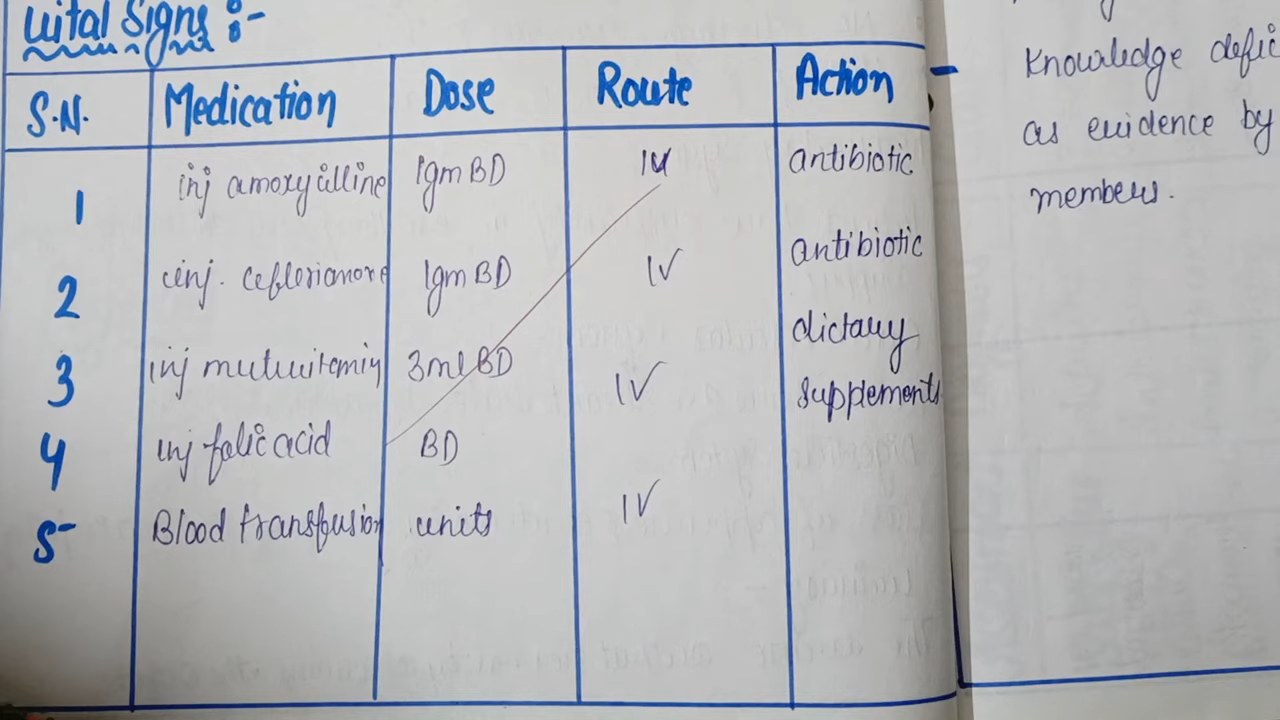 Vital Signs :-
S.N. Medication Dose Route Action
1 inj amoxycilline 1gm BD IV antibiotic
2 inj. ceftrianoxe 1gm BD IV antibiotic
3 inj multivitamin 3ml BD IV dietary supplements
4 inj folic acid BD
5 Blood transfusion units IV
- Knowledge defic
as evidence by
members.